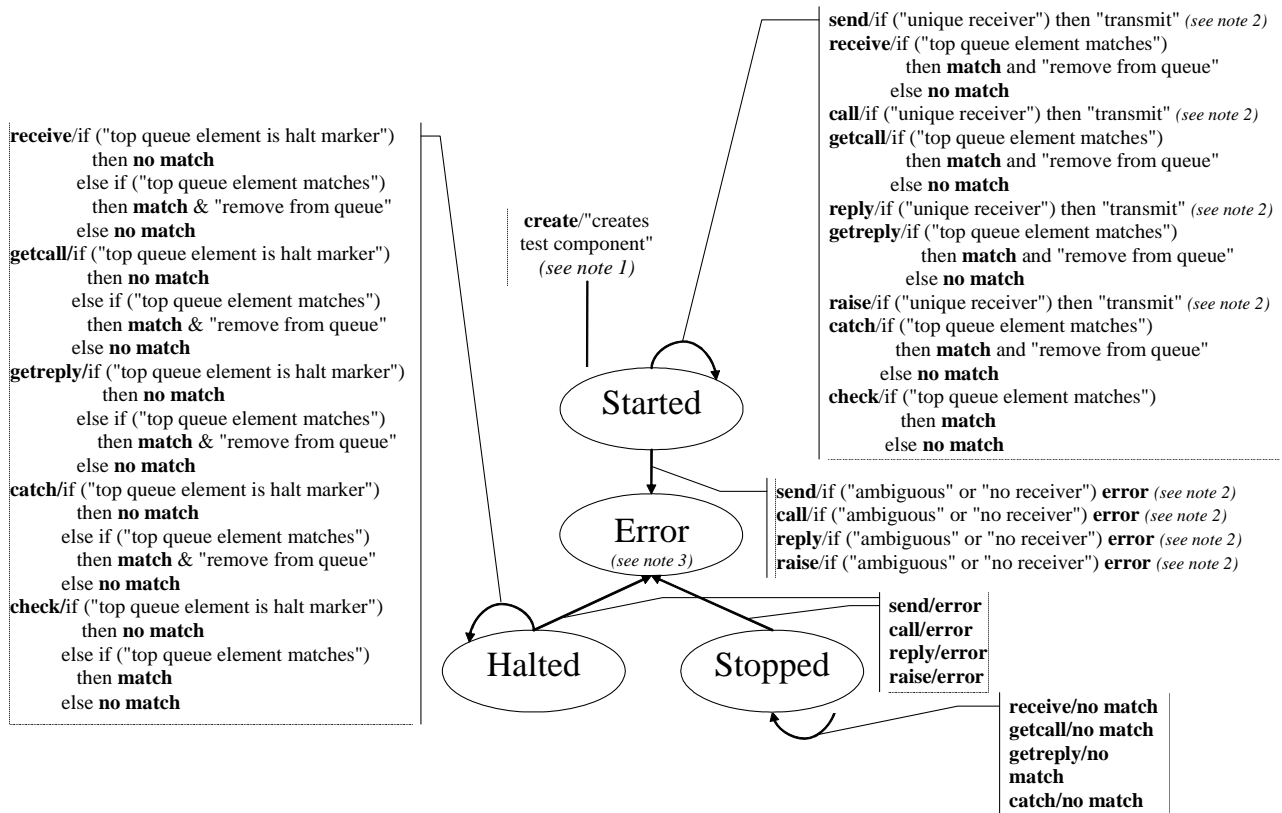 send/if ("unique receiver") then "transmit" (see note 2)
receive/if ("top queue element matches")
then match and "remove from queue"
else no match
call/if ("unique receiver") then "transmit" (see note 2)
getcall/if ("top queue element matches")
then match and "remove from queue"
else no match
reply/if ("unique receiver") then "transmit" (see note 2)
getreply/if ("top queue element matches")
then match and "remove from queue"
else no match
raise/if ("unique receiver") then "transmit" (see note 2)
catch/if ("top queue element matches")
then match and "remove from queue"
else no match
check/if ("top queue element matches")
then match
else no match
receive/if ("top queue element is halt marker")
then no match
else if ("top queue element matches")
then match & "remove from queue"
else no match
getcall/if ("top queue element is halt marker")
then no match
else if ("top queue element matches")
then match & "remove from queue"
else no match
getreply/if ("top queue element is halt marker")
then no match
else if ("top queue element matches")
then match & "remove from queue"
else no match
catch/if ("top queue element is halt marker")
then no match
else if ("top queue element matches")
then match & "remove from queue"
else no match
check/if ("top queue element is halt marker")
then no match
else if ("top queue element matches")
then match
else no match
create/"creates
test component"
(see note 1)
Started
send/if ("ambiguous" or "no receiver") error (see note 2)
call/if ("ambiguous" or "no receiver") error (see note 2)
reply/if ("ambiguous" or "no receiver") error (see note 2)
raise/if ("ambiguous" or "no receiver") error (see note 2)
Error
(see note 3)
send/error
call/error
reply/error
raise/error
Halted
Stopped
receive/no match
getcall/no match
getreply/no
match
catch/no match